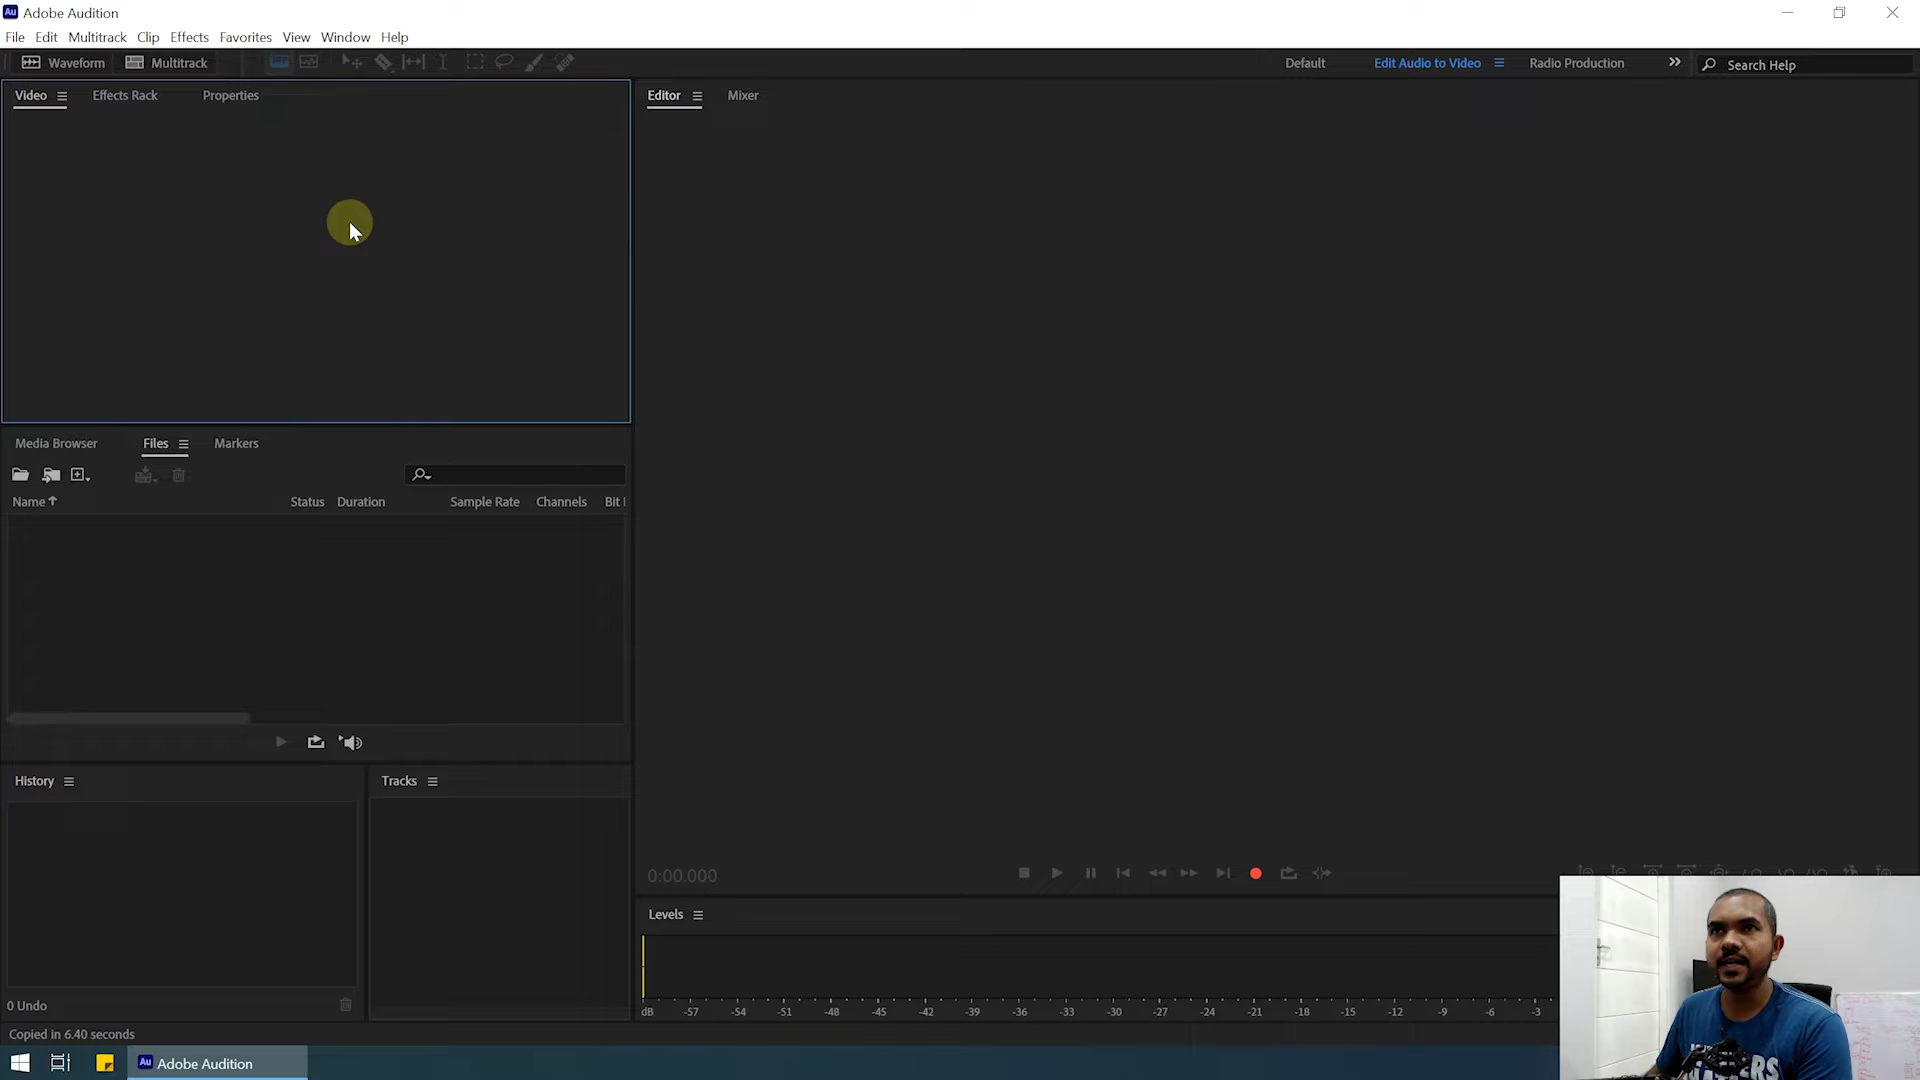 Au Adobe Audition
File Edit Multitrack Clip Effects Favorites View Window Help
Waveform Multitrack Default Edit Audio to Video Radio Production Search Help
Video Effects Rack Properties
Editor Mixer
Media Browser Files Markers
Name Status Duration Sample Rate Channels Bit
History
Tracks
0:00.000
Levels
dB -57 -54 -51 -48 -45 -42 -39 -36 -33 -30 -27 -24 -21 -18 -15 -12 -9 -6 -3
0 Undo
Copied in 6.40 seconds
Au Adobe Audition